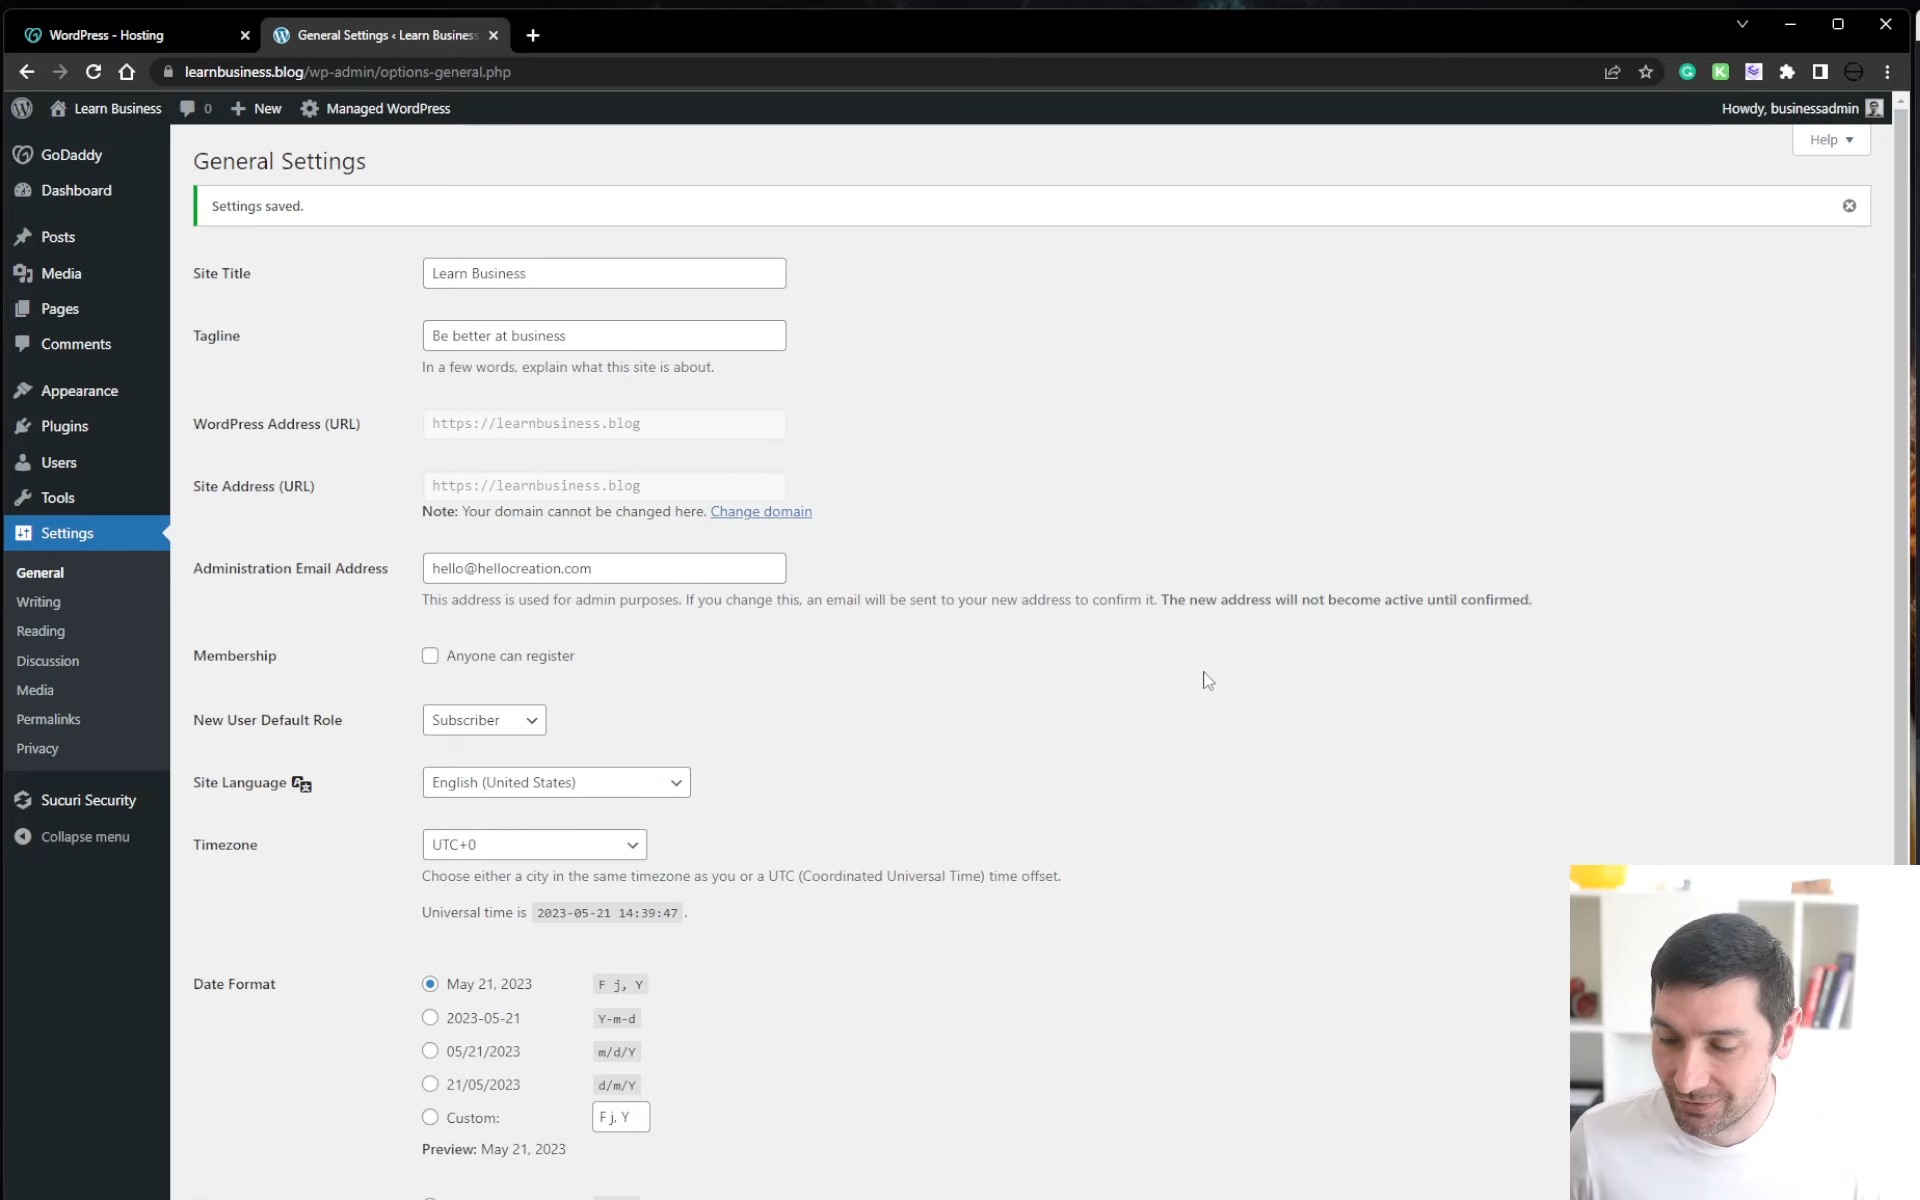 WordPress - Hosting
General Settings ‹ Learn Business
learnbusiness.blog/wp-admin/options-general.php
Learn Business
0
New
Managed WordPress
Howdy, businessadmin
Help
GoDaddy
Dashboard
Posts
Media
Pages
Comments
Appearance
Plugins
Users
Tools
Settings
General
Writing
Reading
Discussion
Media
Permalinks
Privacy
Sucuri Security
Collapse menu
General Settings
Settings saved.
Site Title
Learn Business
Tagline
Be better at business
In a few words, explain what this site is about.
WordPress Address (URL)
https://learnbusiness.blog
Site Address (URL)
https://learnbusiness.blog
Note: Your domain cannot be changed here. Change domain
Administration Email Address
hello@hellocreation.com
This address is used for admin purposes. If you change this, an email will be sent to your new address to confirm it. The new address will not become active until confirmed.
Membership
Anyone can register
New User Default Role
Subscriber
Site Language
English (United States)
Timezone
UTC+0
Choose either a city in the same timezone as you or a UTC (Coordinated Universal Time) time offset.
Universal time is 2023-05-21 14:39:47 .
Date Format
May 21, 2023 F j, Y
2023-05-21 Y-m-d
05/21/2023 m/d/Y
21/05/2023 d/m/Y
Custom: F j, Y
Preview: May 21, 2023